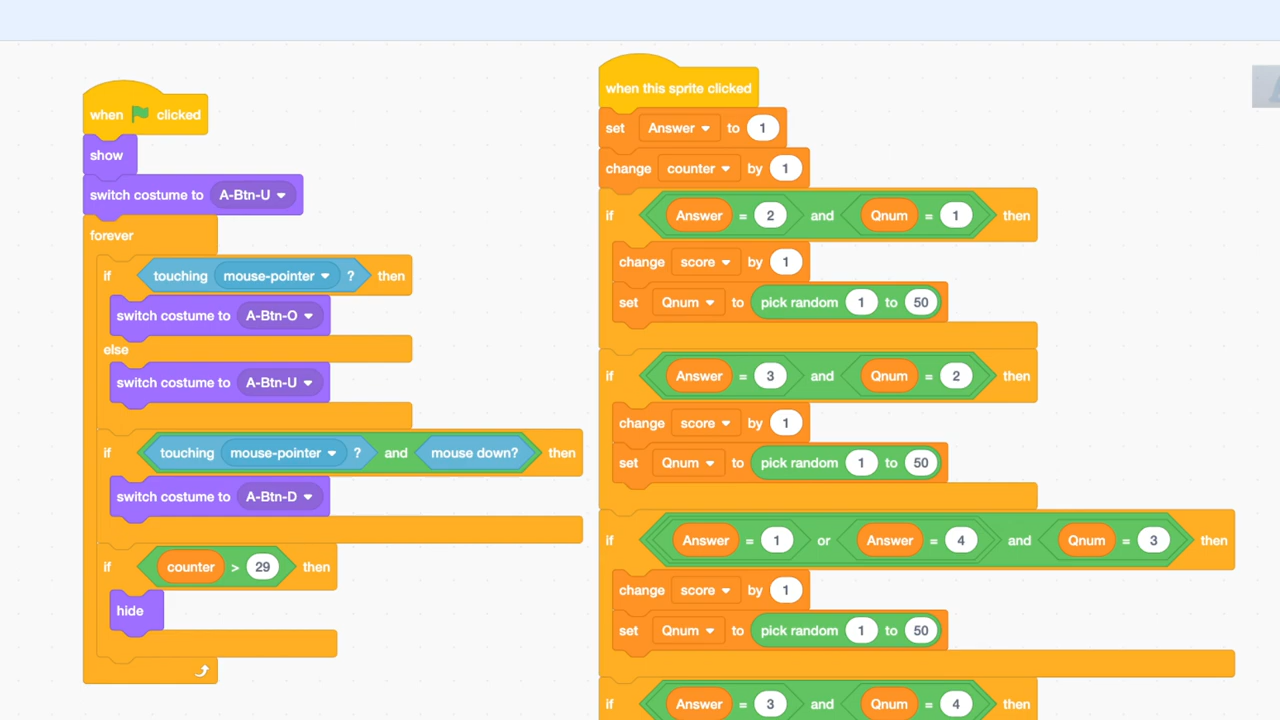 when clicked
show
switch costume to A-Btn-U
forever
if touching mouse-pointer ? then
switch costume to A-Btn-O
else
switch costume to A-Btn-U
if touching mouse-pointer ? and mouse down? then
switch costume to A-Btn-D
if counter > 29 then
hide
when this sprite clicked
set Answer to 1
change counter by 1
if Answer = 2 and Qnum = 1 then
change score by 1
set Qnum to pick random 1 to 50
if Answer = 3 and Qnum = 2 then
change score by 1
set Qnum to pick random 1 to 50
if Answer = 1 or Answer = 4 and Qnum = 3 then
change score by 1
set Qnum to pick random 1 to 50
if Answer = 3 and Qnum = 4 then